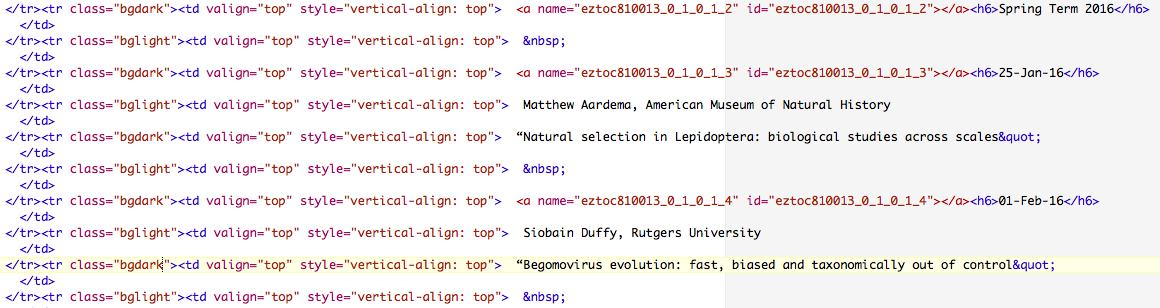 </tr><tr class="bgdark"><td valign="top" style="vertical-align: top">  <a name="eztoc810013_0_1_0_1_2" id="eztoc810013_0_1_0_1_2"></a><h6>Spring Term 2016</h6>
  </td>
</tr><tr class="bglight"><td valign="top" style="vertical-align: top">  &nbsp;
  </td>
</tr><tr class="bgdark"><td valign="top" style="vertical-align: top">  <a name="eztoc810013_0_1_0_1_3" id="eztoc810013_0_1_0_1_3"></a><h6>25-Jan-16</h6>
  </td>
</tr><tr class="bglight"><td valign="top" style="vertical-align: top">  Matthew Aardema, American Museum of Natural History
  </td>
</tr><tr class="bgdark"><td valign="top" style="vertical-align: top">  “Natural selection in Lepidoptera: biological studies across scales&quot;
  </td>
</tr><tr class="bglight"><td valign="top" style="vertical-align: top">  &nbsp;
  </td>
</tr><tr class="bgdark"><td valign="top" style="vertical-align: top">  <a name="eztoc810013_0_1_0_1_4" id="eztoc810013_0_1_0_1_4"></a><h6>01-Feb-16</h6>
  </td>
</tr><tr class="bglight"><td valign="top" style="vertical-align: top">  Siobain Duffy, Rutgers University
  </td>
</tr><tr class="bgdark"><td valign="top" style="vertical-align: top">  “Begomovirus evolution: fast, biased and taxonomically out of control&quot;
  </td>
</tr><tr class="bglight"><td valign="top" style="vertical-align: top">  &nbsp;